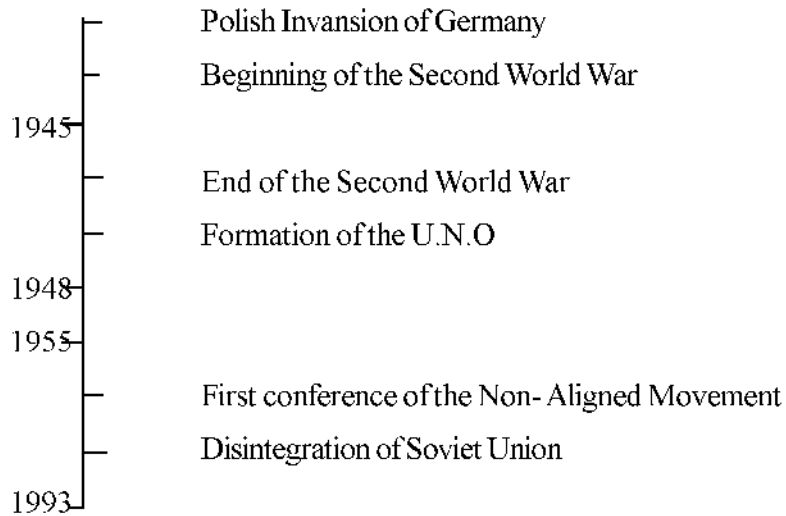 Polish Invansion of Germany
Beginning of the Second World War
1945
End of the Second World War
Formation of the U.N.O
1948
1955
First conference of the Non- Aligned Movement
Disintegration of Soviet Union
1993